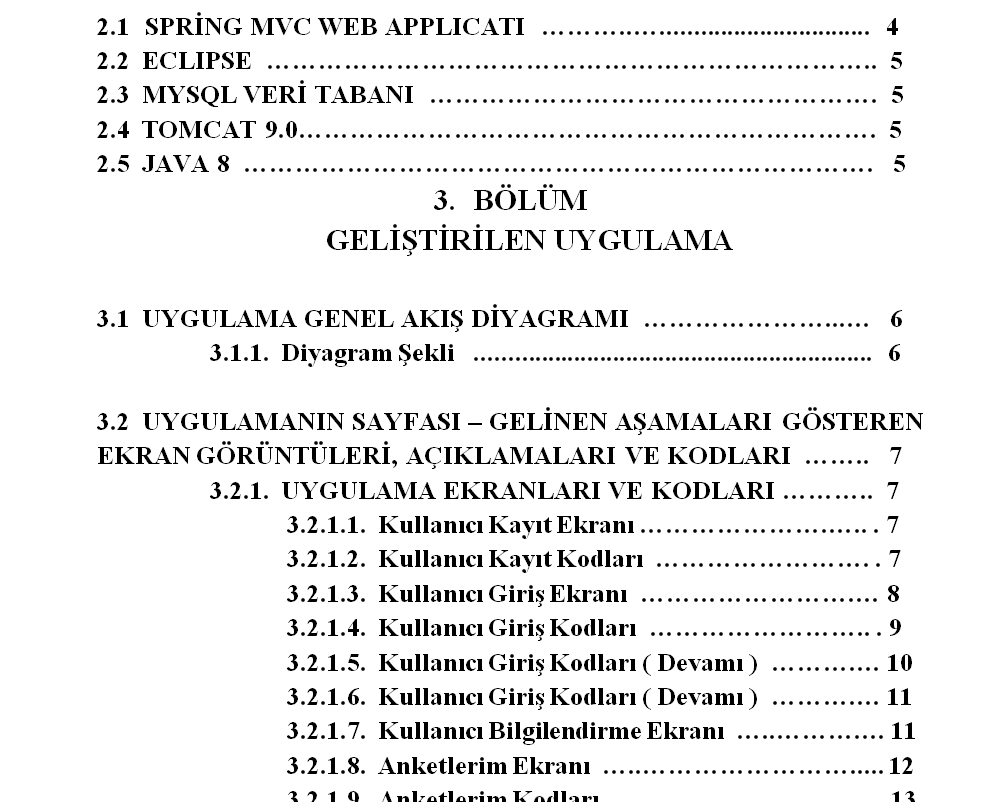 2.1 SPRİNG MVC WEB APPLICATI ………..…................................. 4
2.2 ECLIPSE …………………………………………………………….. 5
2.3 MYSQL VERİ TABANI ……………………………………………. 5
2.4 TOMCAT 9.0…………………………………………………………. 5
2.5 JAVA 8 ………………………………………………………………. 5
3. BÖLÜM
GELİŞTİRİLEN UYGULAMA
3.1 UYGULAMA GENEL AKIŞ DİYAGRAMI …………………...… 6
3.1.1. Diyagram Şekli ............................................................... 6
3.2 UYGULAMANIN SAYFASI – GELİNEN AŞAMALARI GÖSTEREN
EKRAN GÖRÜNTÜLERİ, AÇIKLAMALARI VE KODLARI …….. 7
3.2.1. UYGULAMA EKRANLARI VE KODLARI ……….. 7
3.2.1.1. Kullanıcı Kayıt Ekranı…………………….. . 7
3.2.1.2. Kullanıcı Kayıt Kodları ………………….. . 7
3.2.1.3. Kullanıcı Giriş Ekranı ……………………... 8
3.2.1.4. Kullanıcı Giriş Kodları …………………….. . 9
3.2.1.5. Kullanıcı Giriş Kodları ( Devamı ) ……….... 10
3.2.1.6. Kullanıcı Giriş Kodları ( Devamı ) ……….... 11
3.2.1.7. Kullanıcı Bilgilendirme Ekranı …..………... 11
3.2.1.8. Anketlerim Ekranı …..………………….….... 12
3.2.1.9. Anketlerim Kodları 13